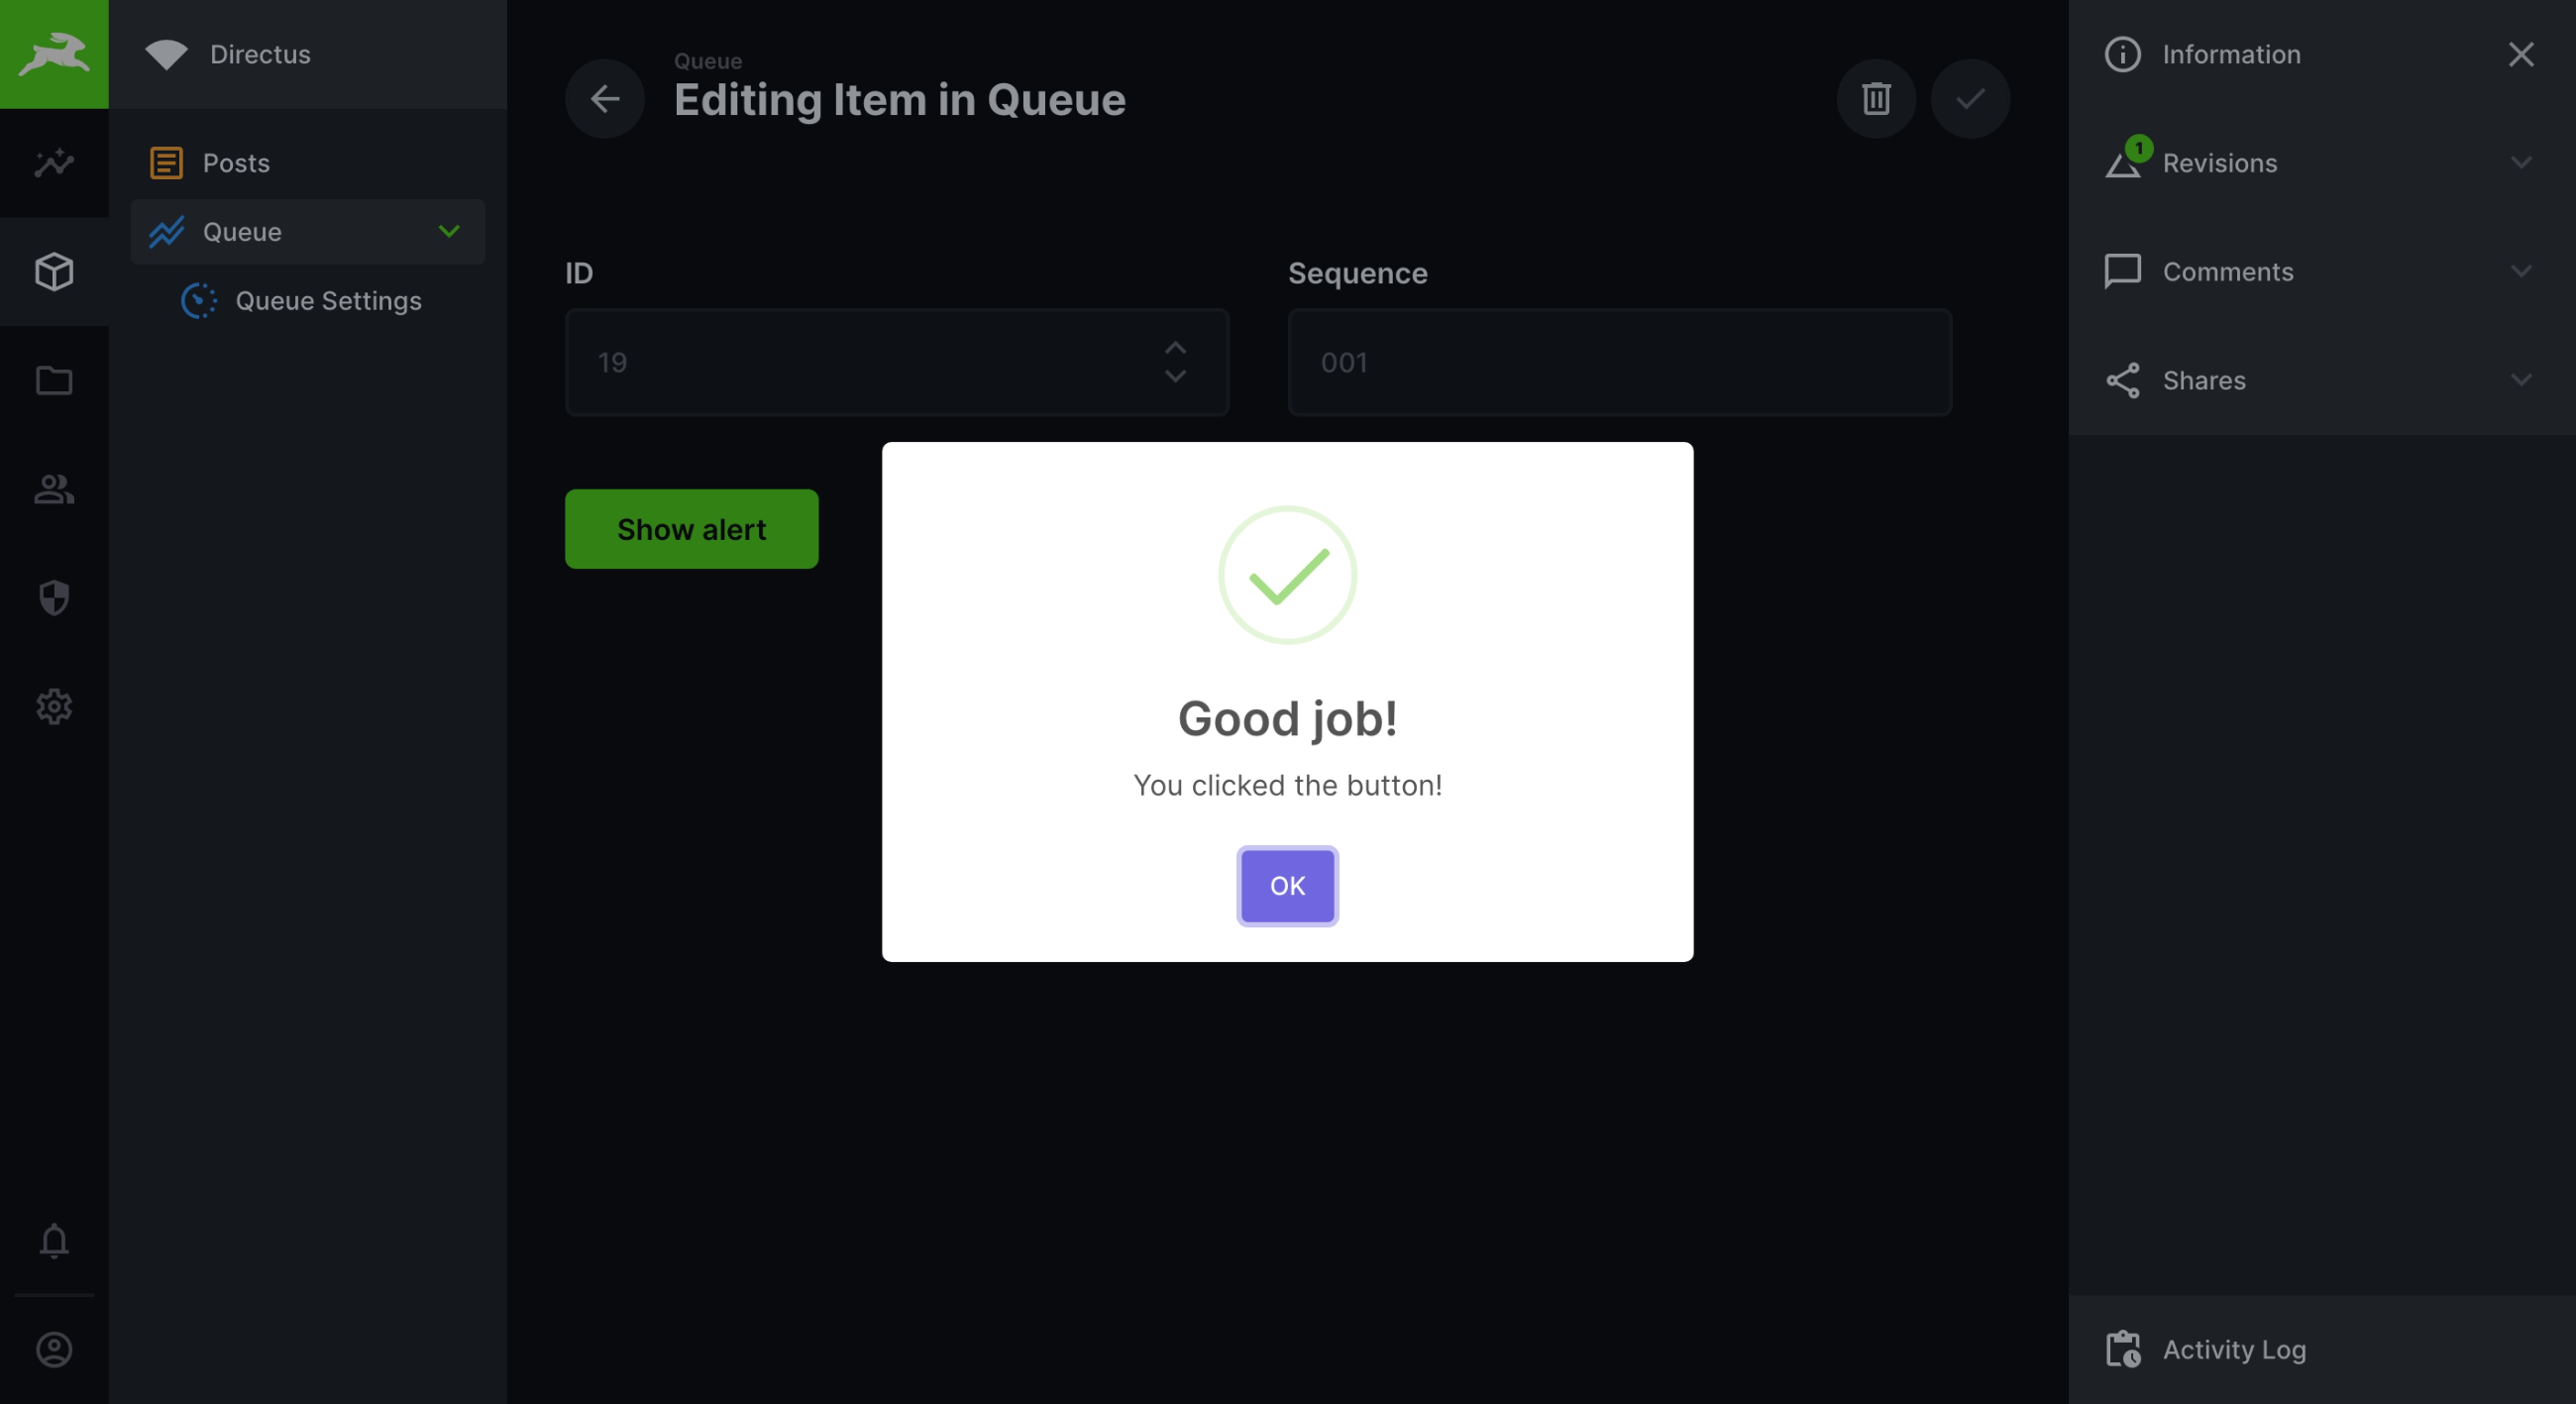 Directus
Posts
Queue
Queue Settings
Queue
Editing Item in Queue
ID
19
Sequence
001
Show alert
Good job!
You clicked the button!
OK
Information
1
Revisions
Comments
Shares
Activity Log